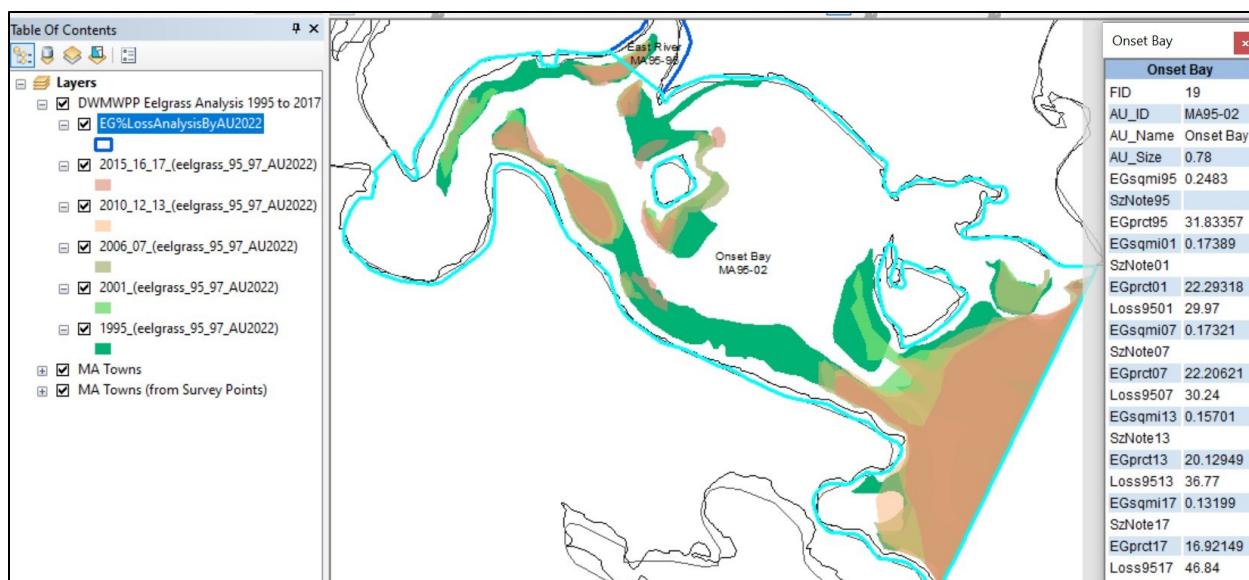 Table Of Contents
Layers
DWMWPP Eelgrass Analysis 1995 to 2017
EG%LossAnalysisByAU2022
2015_16_17_(eelgrass_95_97_AU2022)
2010_12_13_(eelgrass_95_97_AU2022)
2006_07_(eelgrass_95_97_AU2022)
2001_(eelgrass_95_97_AU2022)
1995_(eelgrass_95_97_AU2022)
MA Towns
MA Towns (from Survey Points)
East River
Onset Bay
MA95-02
Onset Bay
Onset Bay
FID 19
AU_ID MA95-02
AU_Name Onset Bay
AU_Size 0.78
EGsqmi95 0.2483
SzNote95
EGprct95 31.83357
EGsqmi01 0.17389
SzNote01
EGprct01 22.29318
Loss9501 29.97
EGsqmi07 0.17321
SzNote07
EGprct07 22.20621
Loss9507 30.24
EGsqmi13 0.15701
SzNote13
EGprct13 20.12949
Loss9513 36.77
EGsqmi17 0.13199
SzNote17
EGprct17 16.92149
Loss9517 46.84